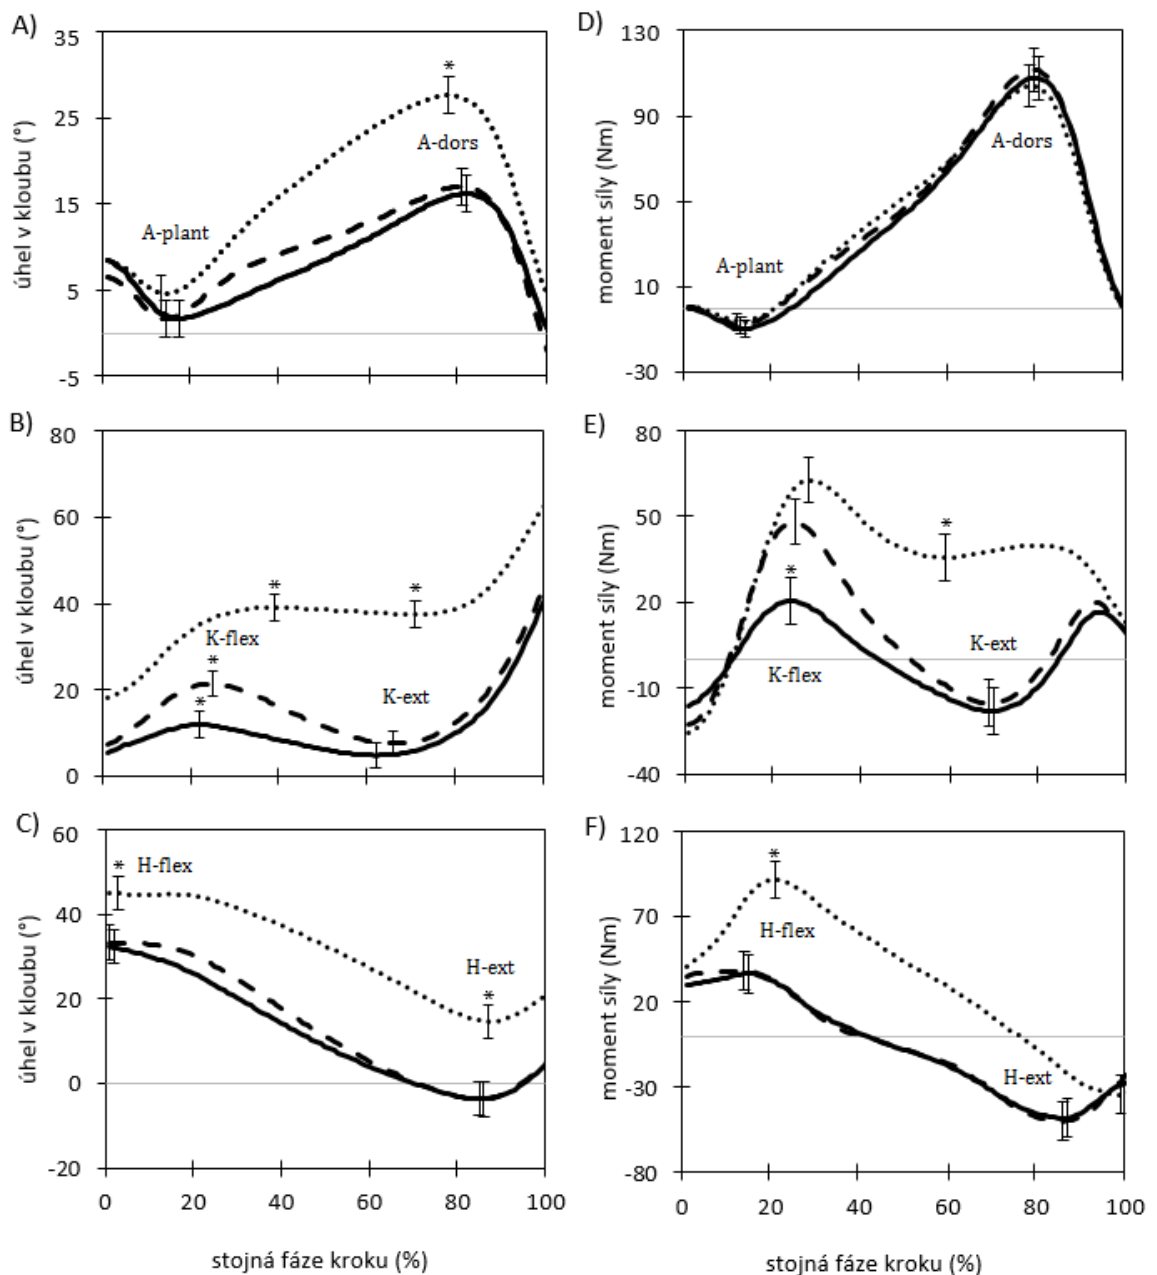 A)
35
25
15
5
-5
úhel v kloubu (°)
*
A-dors
A-plant
D)
130
90
50
10
-30
moment síly (Nm)
A-dors
A-plant
B)
80
60
40
20
0
úhel v kloubu (°)
*
*
K-flex
*
*
K-ext
E)
80
50
20
-10
-40
moment síly (Nm)
*
*
K-flex
K-ext
C)
60
40
20
0
-20
úhel v kloubu (°)
* H-flex
H-ext
*
0 20 40 60 80 100
stojná fáze kroku (%)
F)
120
70
20
-30
-80
moment síly (Nm)
*
H-flex
H-ext
0 20 40 60 80 100
stojná fáze kroku (%)